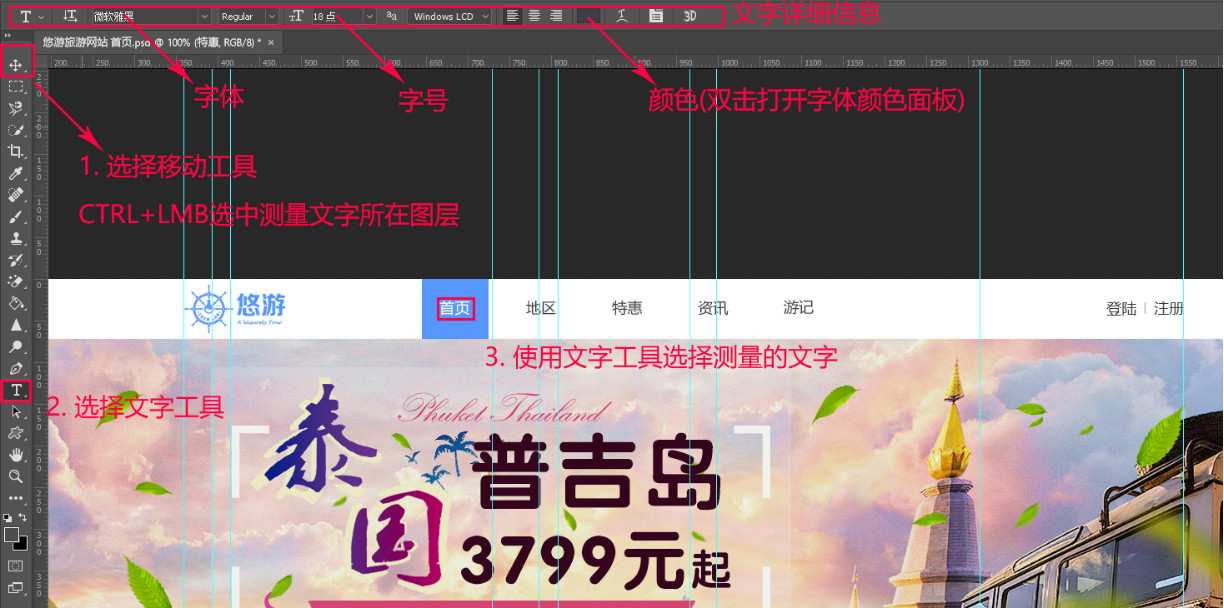 T 微软雅黑 Regular 18 点 aa Windows LCD 3D 文字详细信息
悠游旅游网站 首页.psd @ 100% (特惠, RGB/8) * ×
200 250 300 350 400 450 500 550 600 650 700 750 800 850 900 950 1000 1050 1100 1150 1200 1250 1300 1350 1400 1450 1500 1550
字体 字号 颜色(双击打开字体颜色面板)
1. 选择移动工具
CTRL+LMB选中测量文字所在图层
悠游 首页 地区 特惠 资讯 游记 登陆 | 注册
A leisurely Tour
3. 使用文字工具选择测量的文字
2. 选择文字工具
Phuket Thailand
泰国
普吉岛
3799元起